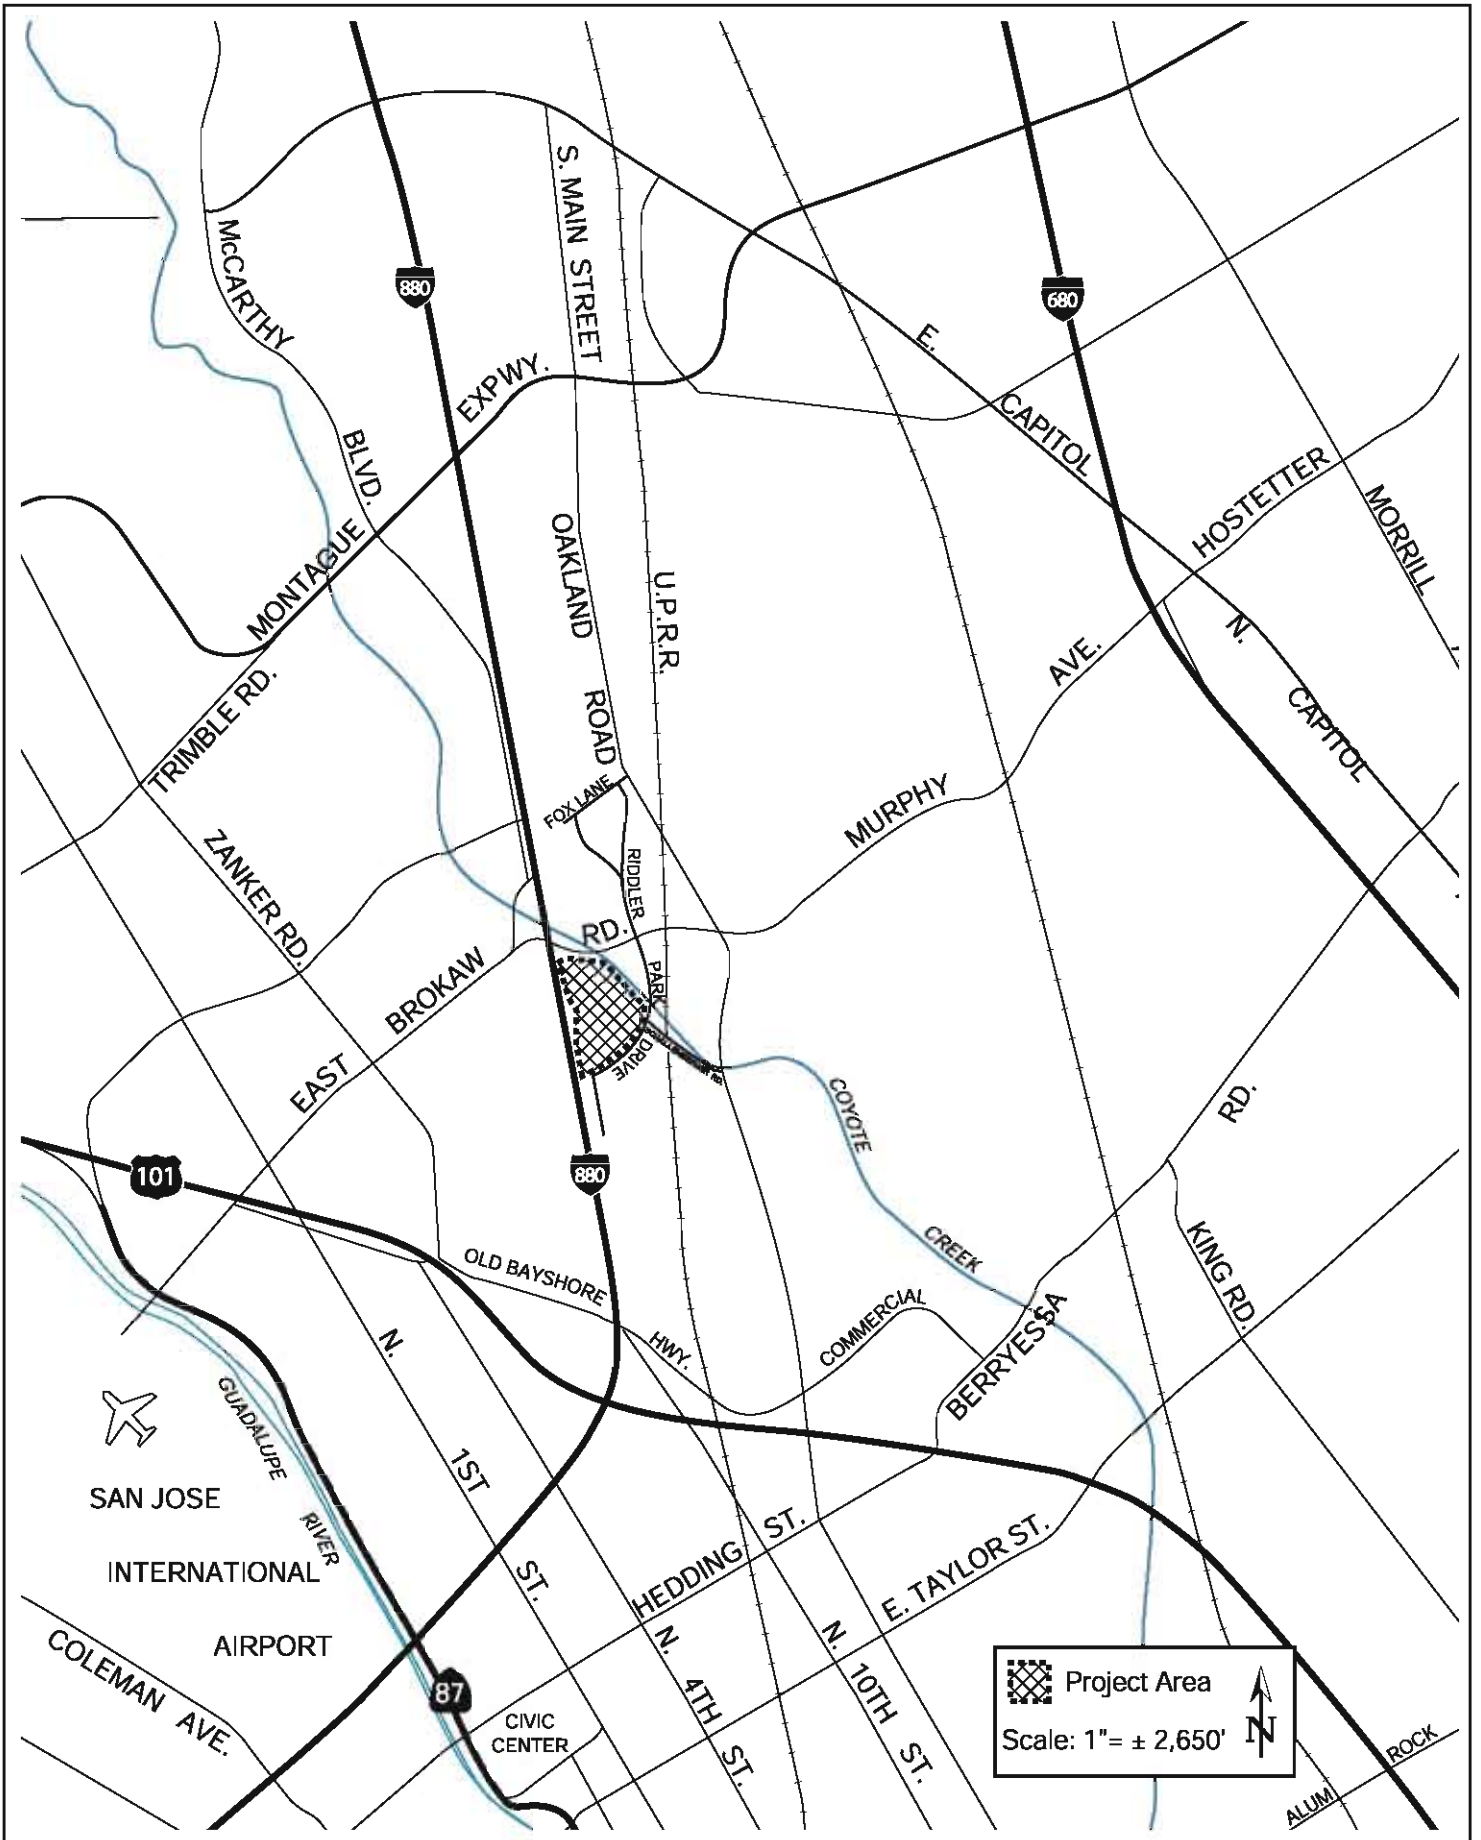 S. MAIN STREET
McCARTHY
BLVD.
880
680
E.
CAPITOL
EXPWY.
MONTAGUE
HOSTETTER
MORRILL
OAKLAND
ROAD
U.P.R.R.
N.
CAPITOL
AVE.
MURPHY
TRIMBLE RD.
ZANKER RD.
FOX LANE
RIDDLER
PARK
DRIVE
RD.
BROKAW
EAST
COYOTE
CREEK
RD.
101
880
KING RD.
OLD BAYSHORE
HWY.
COMMERCIAL
BERRYESSA
N.
1ST
ST.
GUADALUPE
RIVER
SAN JOSE
INTERNATIONAL
AIRPORT
HEDDING ST.
E. TAYLOR ST.
N.
4TH
ST.
N.
10TH
ST.
COLEMAN AVE.
87
CIVIC
CENTER
Project Area
Scale: 1"= ± 2,650'
N
ALUM
ROCK